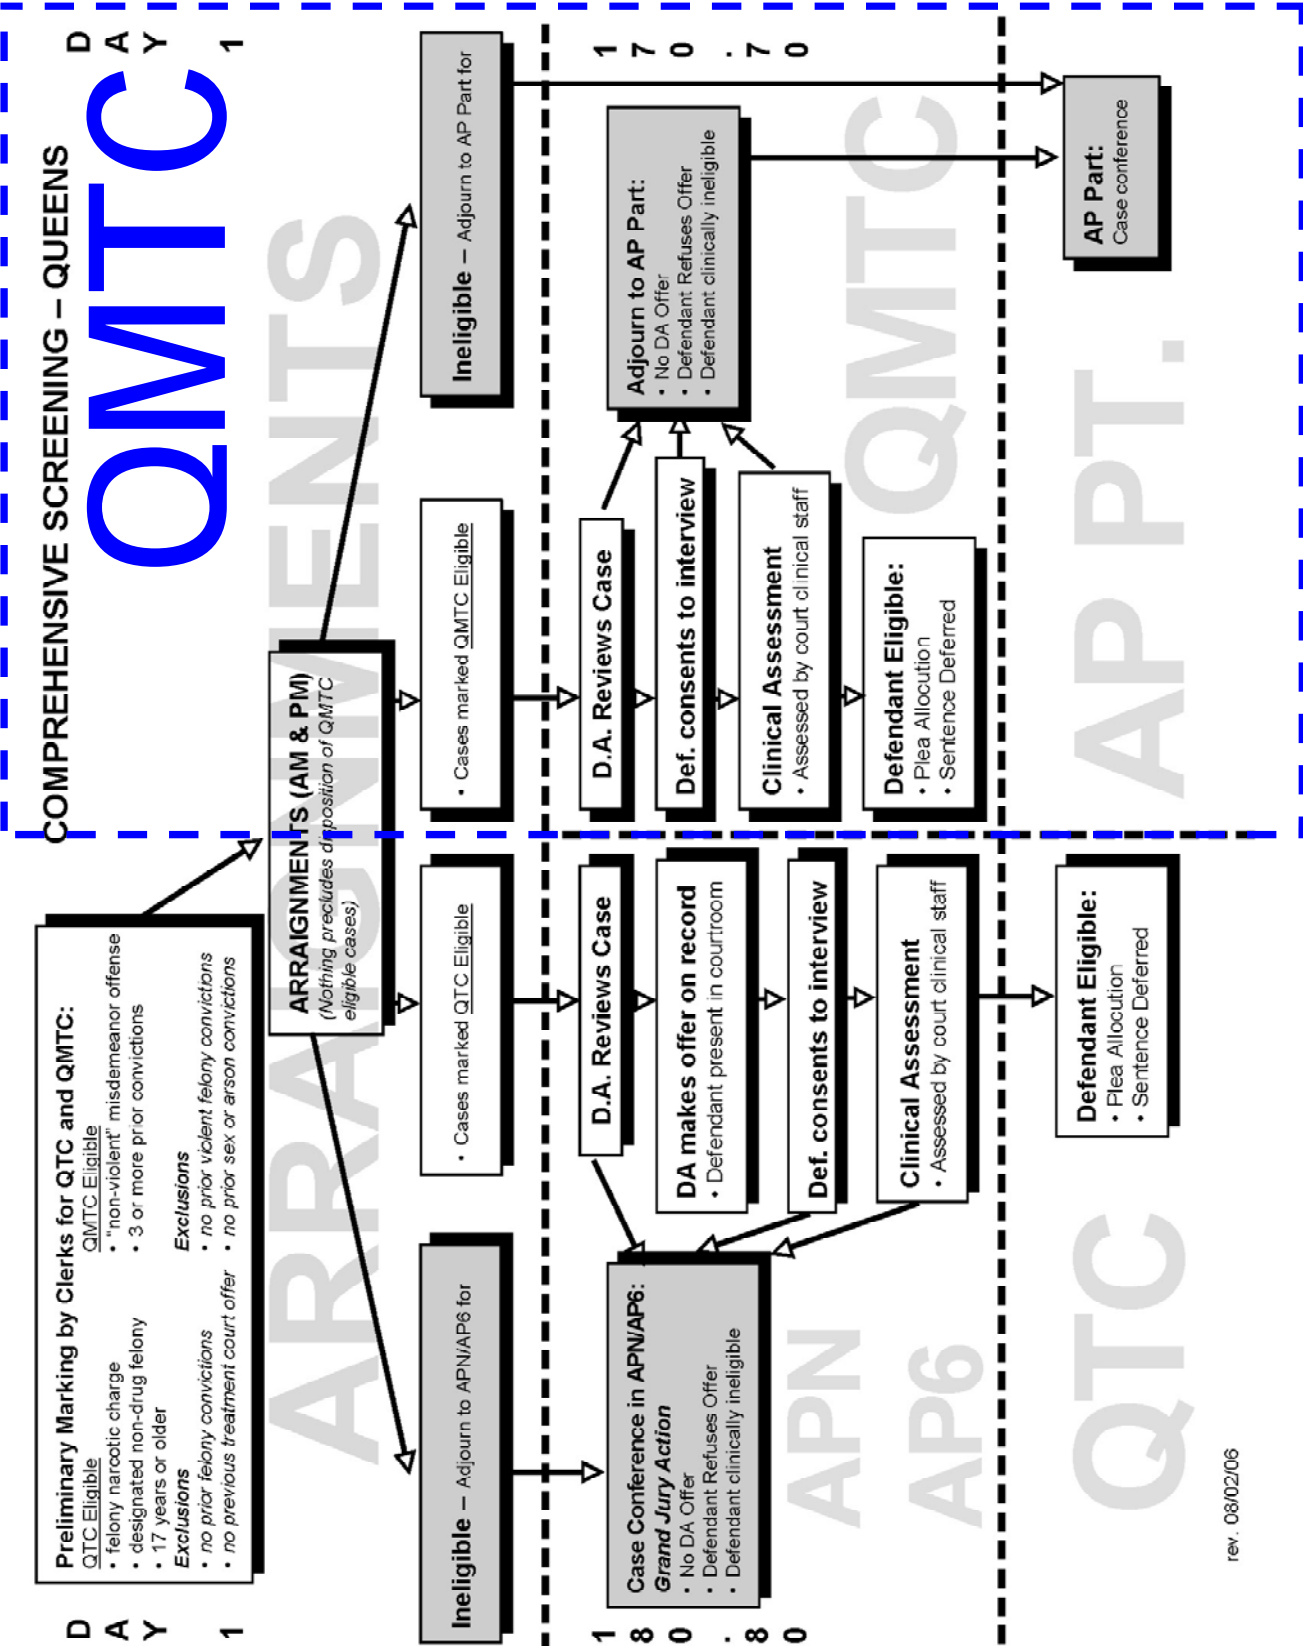 COMPREHENSIVE SCREENING – QUEENS
QMTC
D
A
Y
1
D
A
Y
1
Preliminary Marking by Clerks for QTC and QMTC:
QTC Eligible
• felony narcotic charge
• designated non-drug felony
• 17 years or older
Exclusions
• no prior felony convictions
• no previous treatment court offer
QMTC Eligible
• "non-violent" misdemeanor offense
• 3 or more prior convictions
Exclusions
• no prior violent felony convictions
• no prior sex or arson convictions
ARRAIGNMENTS
ARRAIGNMENTS (AM & PM)
(Nothing precludes disposition of QMTC
eligible cases)
Ineligible – Adjourn to APN/AP6 for
• Cases marked QTC Eligible
• Cases marked QMTC Eligible
Ineligible – Adjourn to AP Part for
180.80
170.70
Case Conference in APN/AP6:
Grand Jury Action
• No DA Offer
• Defendant Refuses Offer
• Defendant clinically ineligible
D.A. Reviews Case
DA makes offer on record
• Defendant present in courtroom
Def. consents to interview
Clinical Assessment
• Assessed by court clinical staff
D.A. Reviews Case
Def. consents to interview
Clinical Assessment
• Assessed by court clinical staff
Defendant Eligible:
• Plea Allocution
• Sentence Deferred
Adjourn to AP Part:
• No DA Offer
• Defendant Refuses Offer
• Defendant clinically ineligible
APN
AP6
QMTC
QTC
Defendant Eligible:
• Plea Allocution
• Sentence Deferred
AP PT.
AP Part:
Case conference
rev. 08/02/06